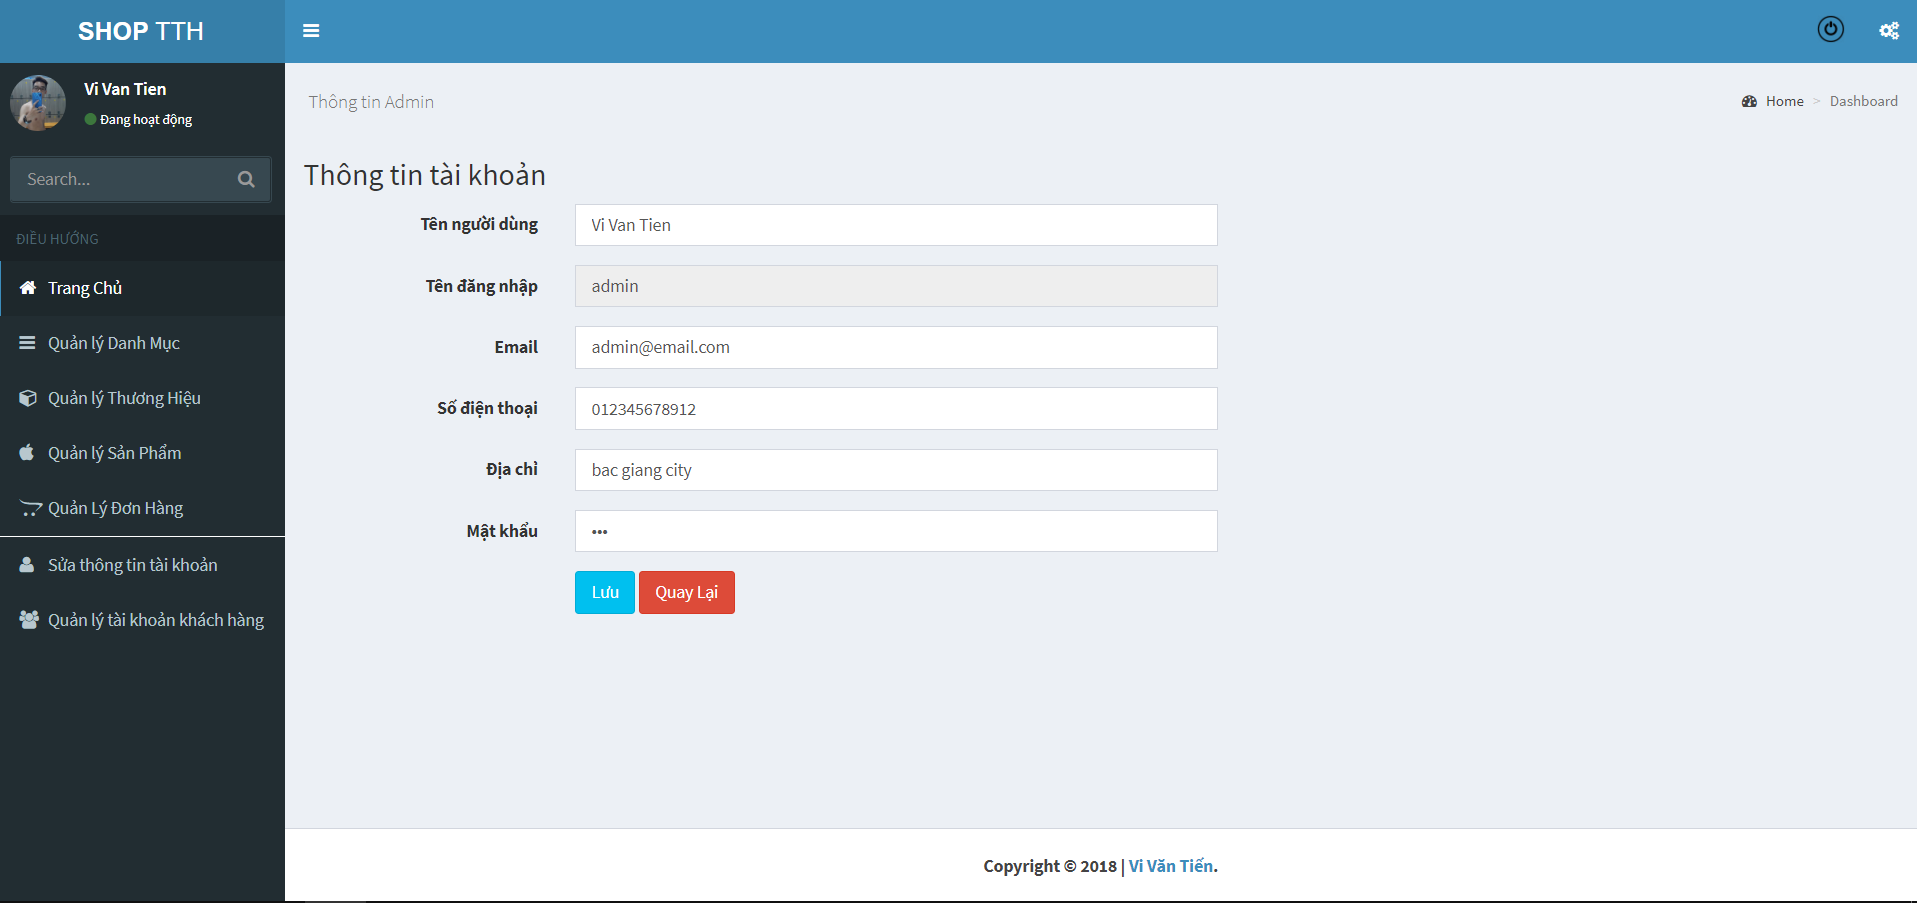 SHOP TTH
Vi Van Tien
Đang hoạt động
Search...
ĐIỀU HƯỚNG
Trang Chủ
Quản lý Danh Mục
Quản lý Thương Hiệu
Quản lý Sản Phẩm
Quản Lý Đơn Hàng
Sửa thông tin tài khoản
Quản lý tài khoản khách hàng
Thông tin Admin
Home > Dashboard
Thông tin tài khoản
Tên người dùng Vi Van Tien
Tên đăng nhập admin
Email admin@email.com
Số điện thoại 012345678912
Địa chỉ bac giang city
Mật khẩu •••
Lưu Quay Lại
Copyright © 2018 | Vi Văn Tiến.